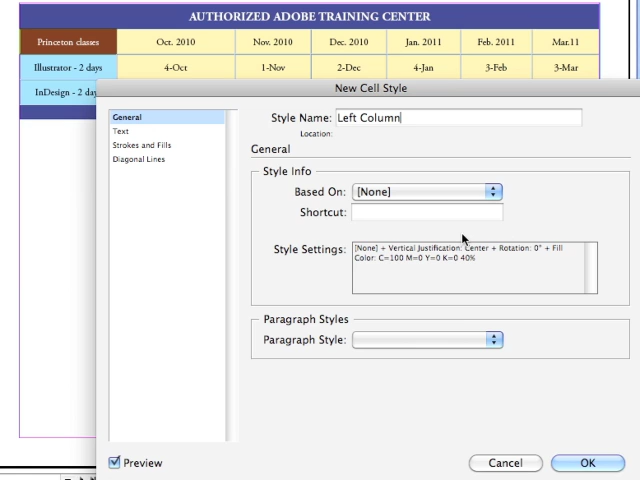 AUTHORIZED ADOBE TRAINING CENTER
Princeton classes Oct. 2010 Nov. 2010 Dec. 2010 Jan. 2011 Feb. 2011 Mar.11
Illustrator - 2 days 4-Oct 1-Nov 2-Dec 4-Jan 3-Feb 3-Mar
InDesign - 2 day
New Cell Style
General
Text
Strokes and Fills
Diagonal Lines
Style Name: Left Column
Location:
General
Style Info
Based On: [None]
Shortcut:
Style Settings: [None] + Vertical Justification: Center + Rotation: 0° + Fill
Color: C=100 M=0 Y=0 K=0 40%
Paragraph Styles
Paragraph Style:
Preview Cancel OK